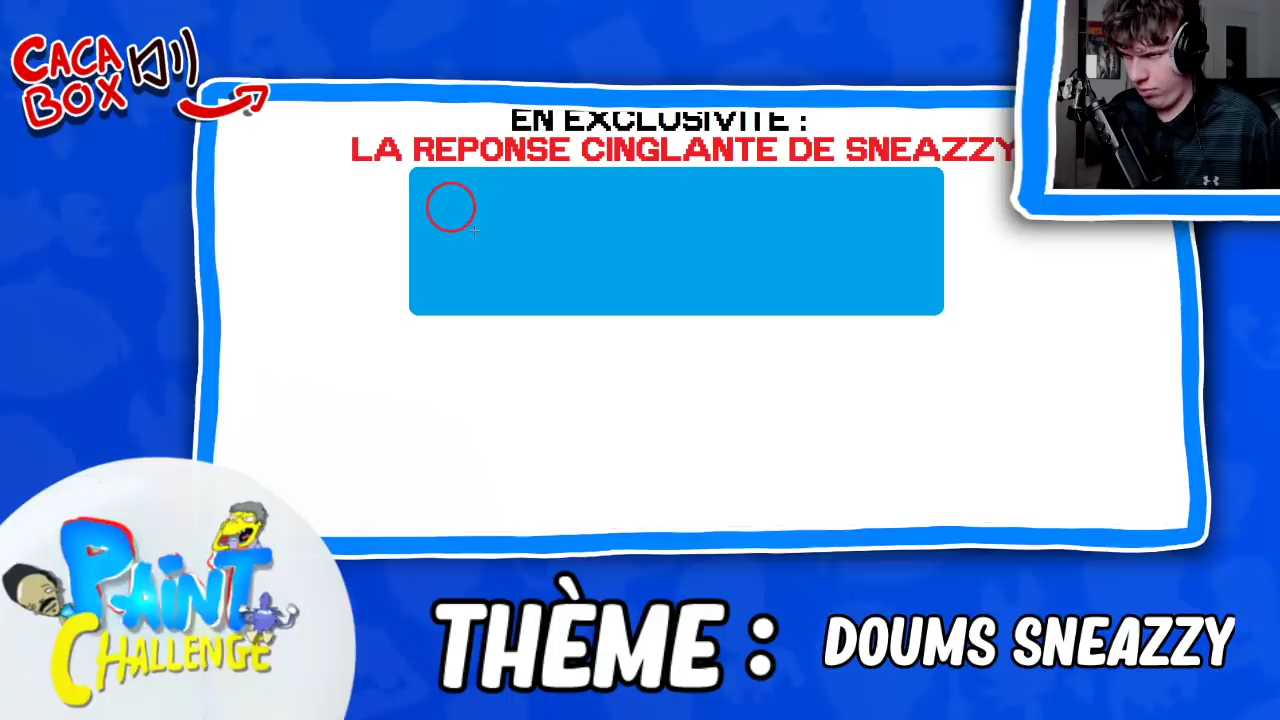 CACA
BOX
EN EXCLUSIVITE :
LA REPONSE CINGLANTE DE SNEAZZY
PAINT
CHALLENGE
THÈME :
DOUMS SNEAZZY